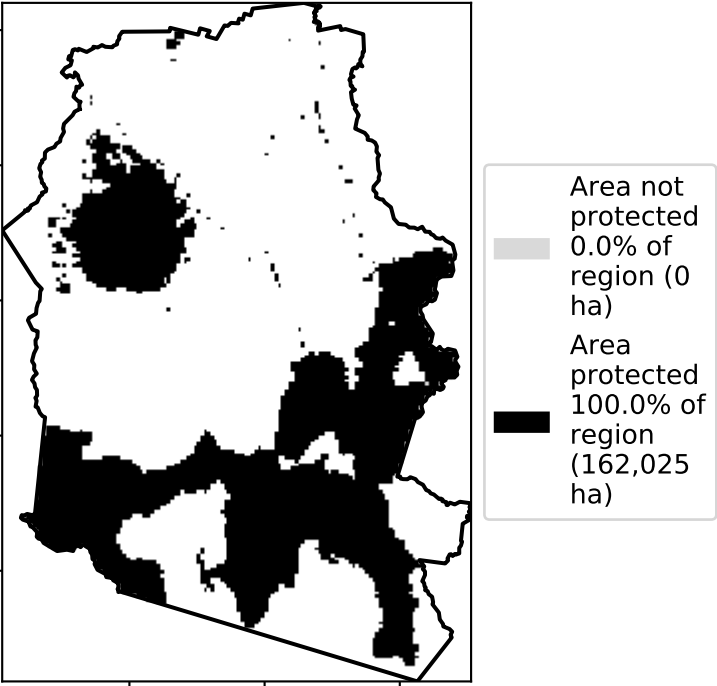 Area not
protected
0.0% of
region (0
ha)
Area
protected
100.0% of
region
(162,025
ha)